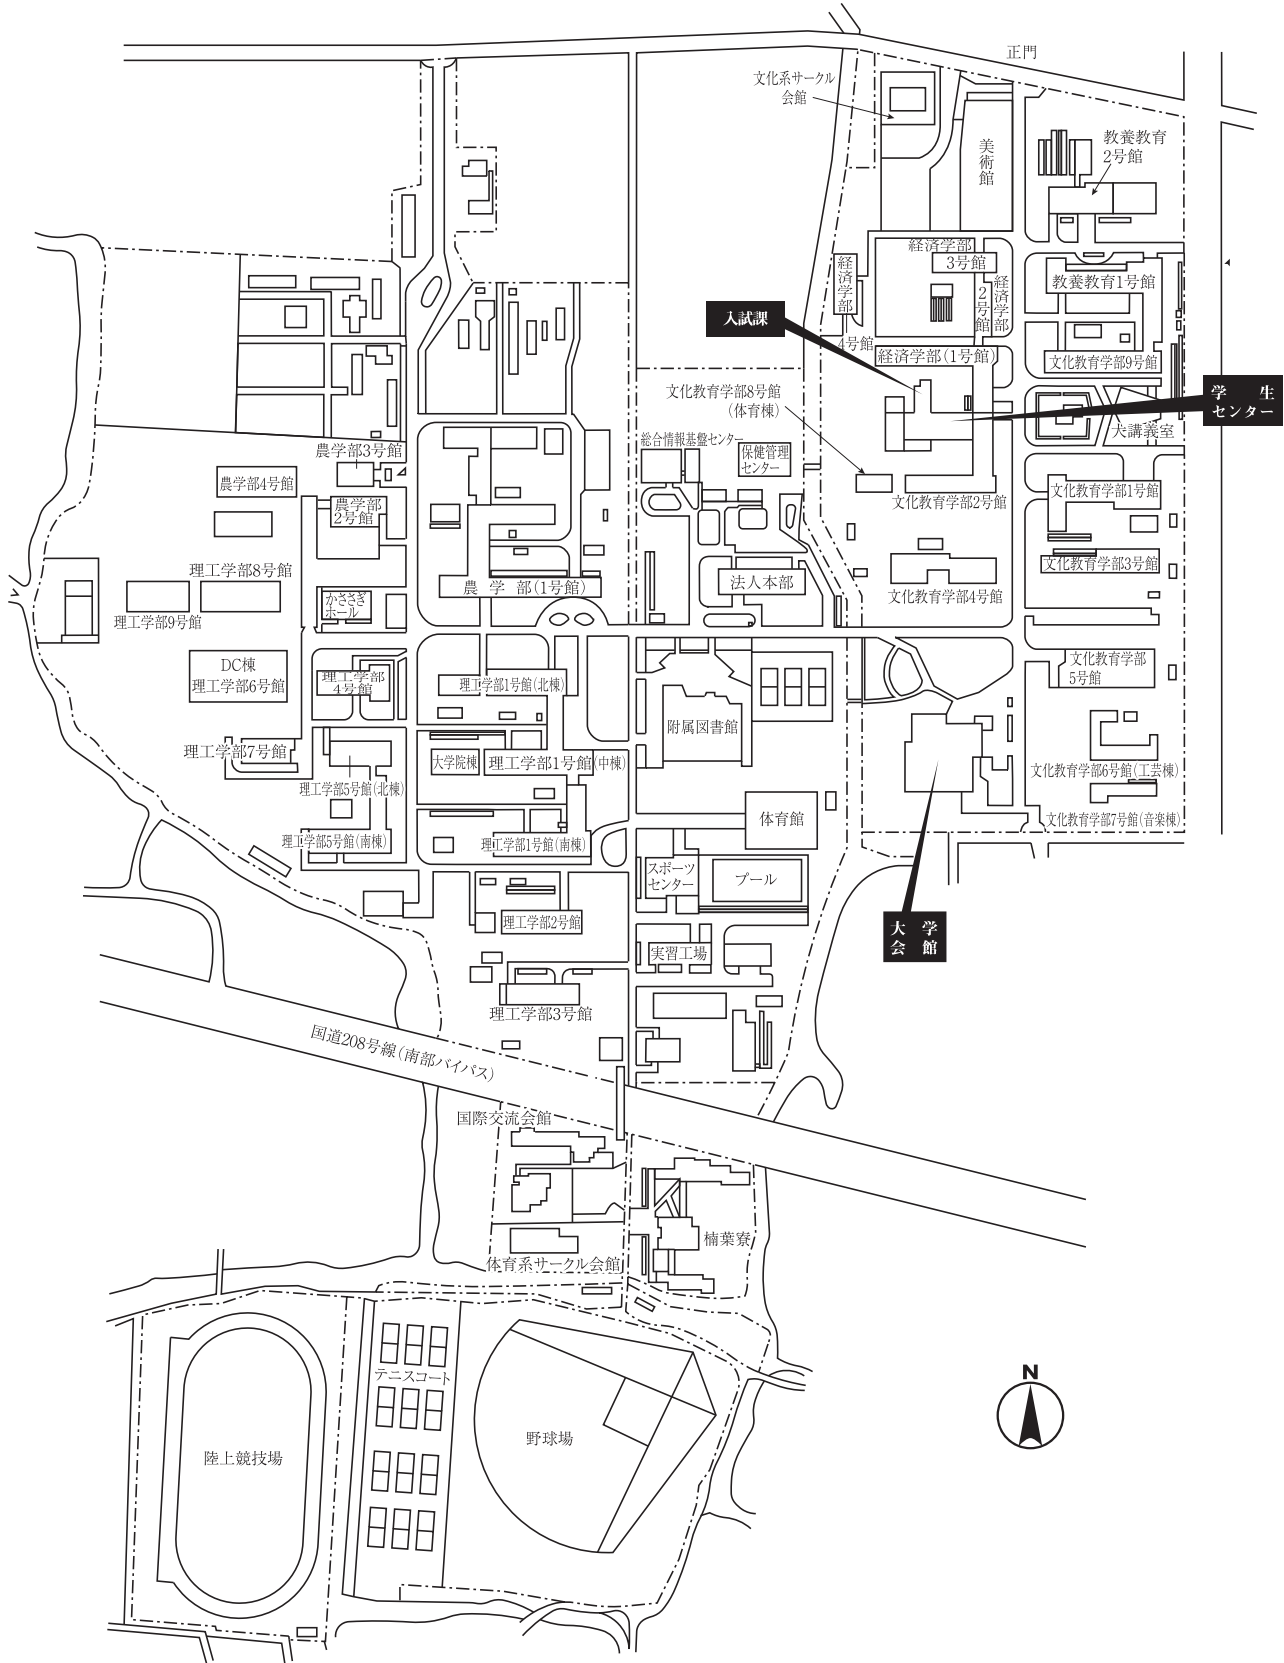 正門
文化系サークル
会館
美術館
教養教育
2号館
経済学部
3号館
経済学部
4号館
経済学部
2号館
教養教育1号館
入試課
経済学部(1号館)
文化教育学部9号館
学生
センター
文化教育学部8号館
(体育棟)
大講義室
総合情報基盤センター
保健管理
センター
農学部3号館
農学部4号館
農学部
2号館
文化教育学部2号館
文化教育学部1号館
文化教育学部3号館
理工学部8号館
農学部(1号館)
法人本部
文化教育学部4号館
かささぎ
ホール
理工学部9号館
DC棟
理工学部6号館
理工学部
4号館
理工学部1号館(北棟)
文化教育学部
5号館
附属図書館
理工学部7号館
大学院棟
理工学部1号館(中棟)
文化教育学部6号館(工芸棟)
理工学部5号館(北棟)
体育館
文化教育学部7号館(音楽棟)
理工学部5号館(南棟)
理工学部1号館(南棟)
スポーツ
センター
プール
理工学部2号館
大学
会館
実習工場
理工学部3号館
国道208号線(南部バイパス)
国際交流会館
楠葉寮
体育系サークル会館
N
テニスコート
陸上競技場
野球場